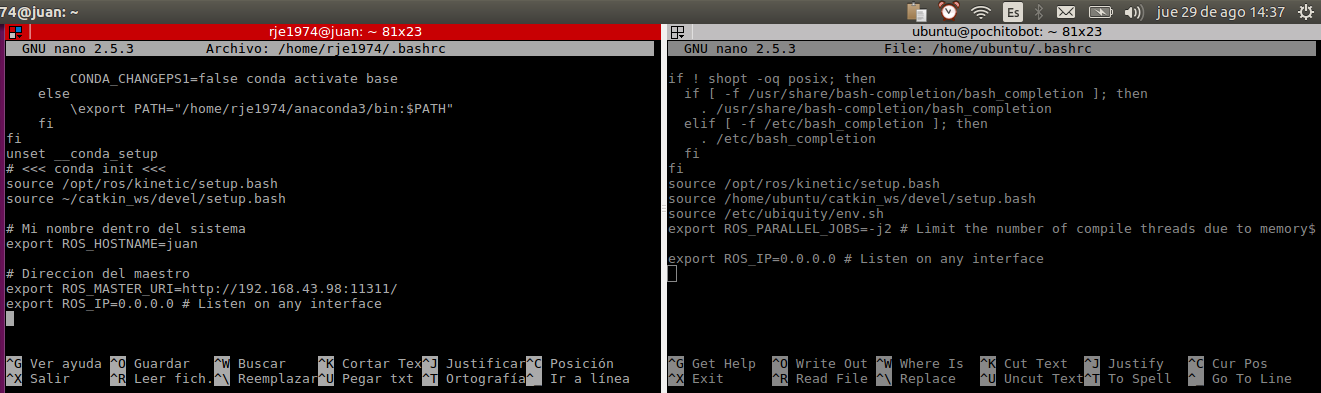 74@juan: ~
Es
jue 29 de ago 14:37
rje1974@juan: ~ 81x23
GNU nano 2.5.3 Archivo: /home/rje1974/.bashrc
CONDA_CHANGEPS1=false conda activate base
else
\export PATH="/home/rje1974/anaconda3/bin:$PATH"
fi
fi
unset __conda_setup
# <<< conda init <<<
source /opt/ros/kinetic/setup.bash
source ~/catkin_ws/devel/setup.bash
# Mi nombre dentro del sistema
export ROS_HOSTNAME=juan
# Direccion del maestro
export ROS_MASTER_URI=http://192.168.43.98:11311/
export ROS_IP=0.0.0.0 # Listen on any interface
^G Ver ayuda ^O Guardar ^W Buscar ^K Cortar Tex^J Justificar^C Posición
^X Salir ^R Leer fich.^\ Reemplazar^U Pegar txt ^T Ortografía^_ Ir a línea
ubuntu@pochitobot: ~ 81x23
GNU nano 2.5.3 File: /home/ubuntu/.bashrc
if ! shopt -oq posix; then
if [ -f /usr/share/bash-completion/bash_completion ]; then
. /usr/share/bash-completion/bash_completion
elif [ -f /etc/bash_completion ]; then
. /etc/bash_completion
fi
fi
source /opt/ros/kinetic/setup.bash
source /home/ubuntu/catkin_ws/devel/setup.bash
source /etc/ubiquity/env.sh
export ROS_PARALLEL_JOBS=-j2 # Limit the number of compile threads due to memory$
export ROS_IP=0.0.0.0 # Listen on any interface
^G Get Help ^O Write Out ^W Where Is ^K Cut Text ^J Justify ^C Cur Pos
^X Exit ^R Read File ^\ Replace ^U Uncut Text^T To Spell ^_ Go To Line